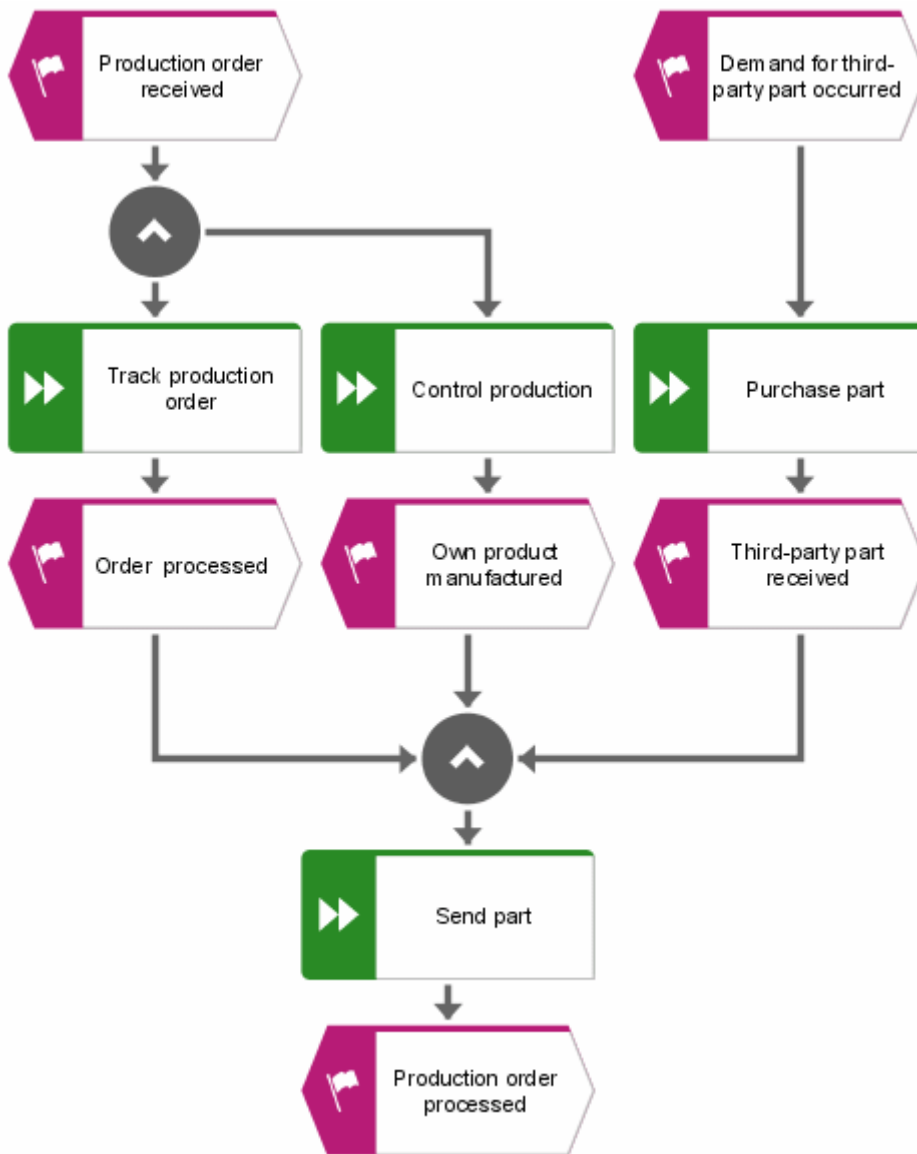 Production order
received
Demand for third-
party part occurred
Track production
order
Control production
Purchase part
Order processed
Own product
manufactured
Third-party part
received
Send part
Production order
processed